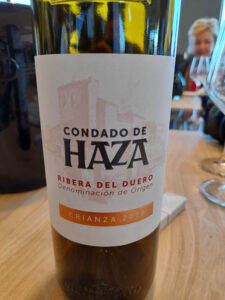 CONDADO DE
HAZA
RIBERA DEL DUERO
Denominación de Origen
CRIANZA